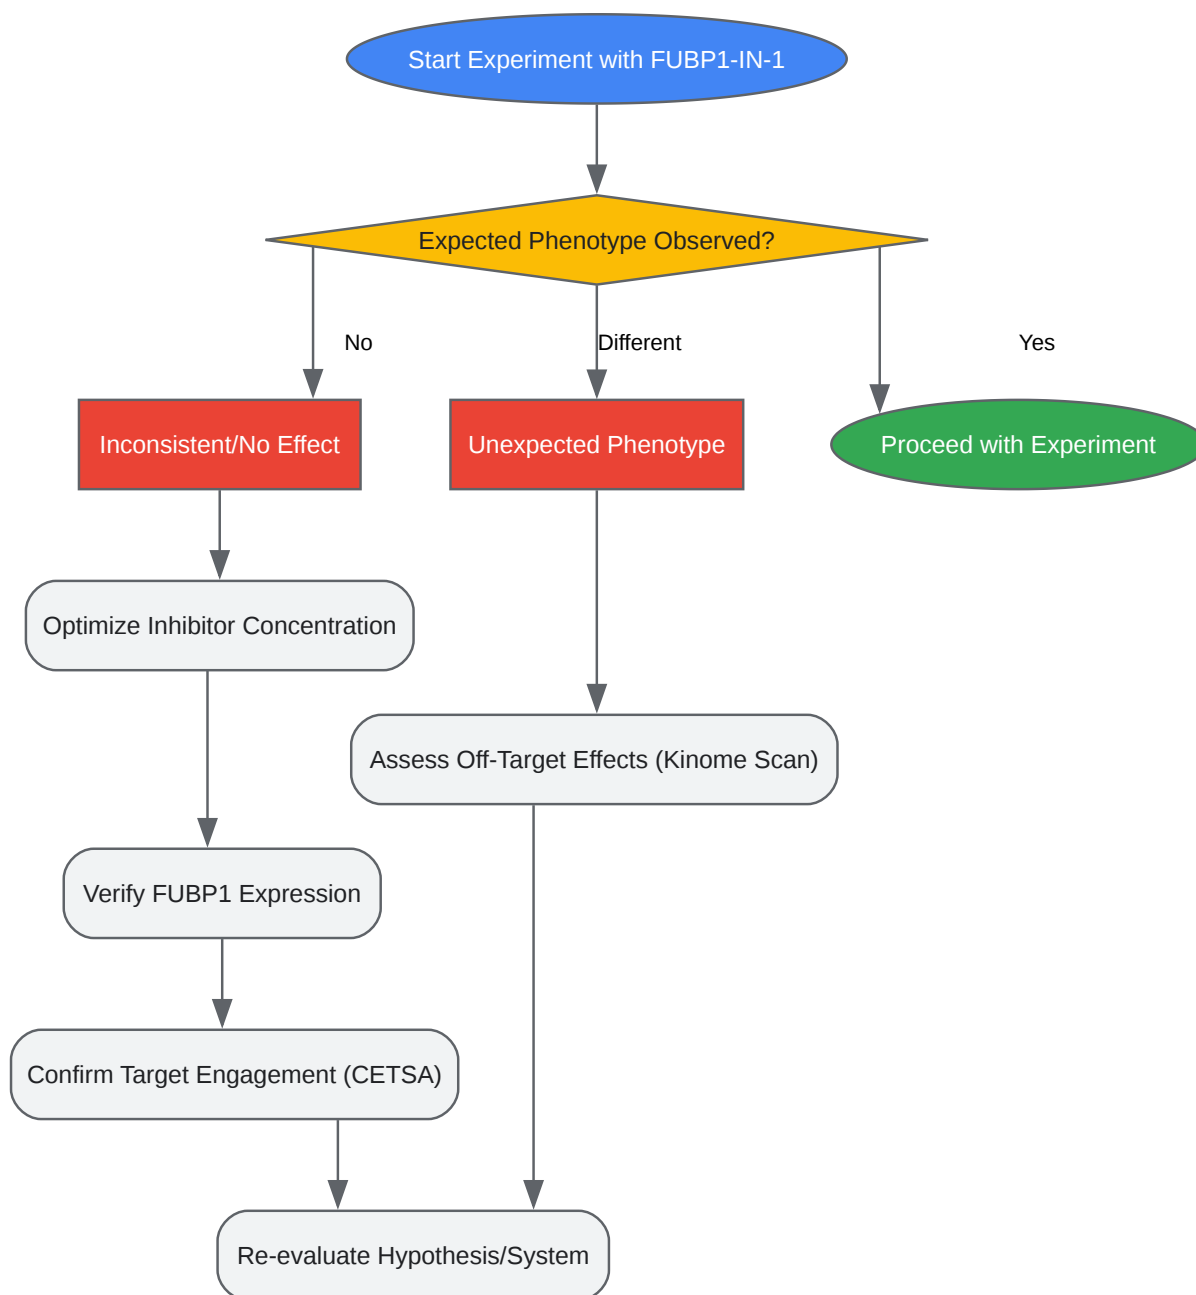 Start Experiment with FUBP1-IN-1
Expected Phenotype Observed?
No
Different
Yes
Inconsistent/No Effect
Unexpected Phenotype
Proceed with Experiment
Optimize Inhibitor Concentration
Assess Off-Target Effects (Kinome Scan)
Verify FUBP1 Expression
Confirm Target Engagement (CETSA)
Re-evaluate Hypothesis/System